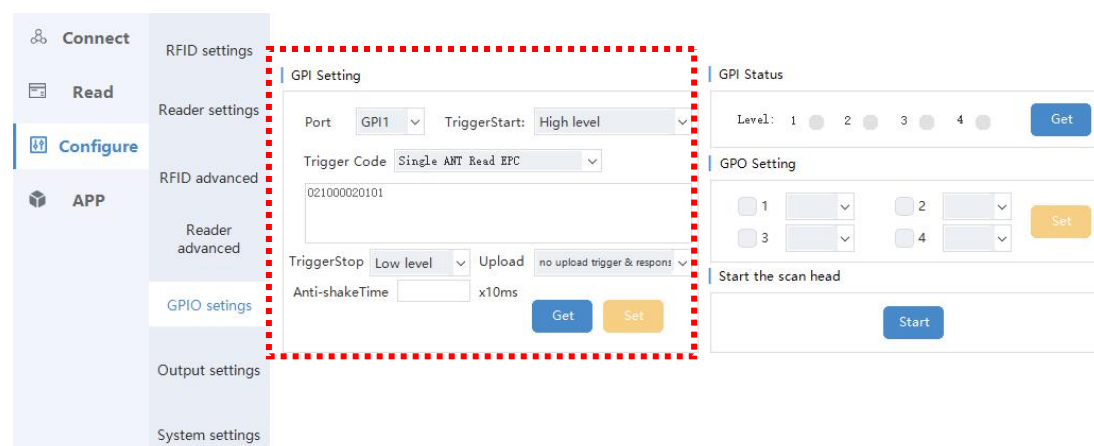 Connect
Read
Configure
APP
RFID settings
Reader settings
RFID advanced
Reader
advanced
GPIO setings
Output settings
System settings
GPI Setting
Port GPI1 TriggerStart: High level
Trigger Code Single ANT Read EPC
021000020101
TriggerStop Low level Upload no upload trigger & respons
Anti-shakeTime x10ms
Get Set
GPI Status
Level: 1 2 3 4 Get
GPO Setting
1 2
Set
3 4
Start the scan head
Start